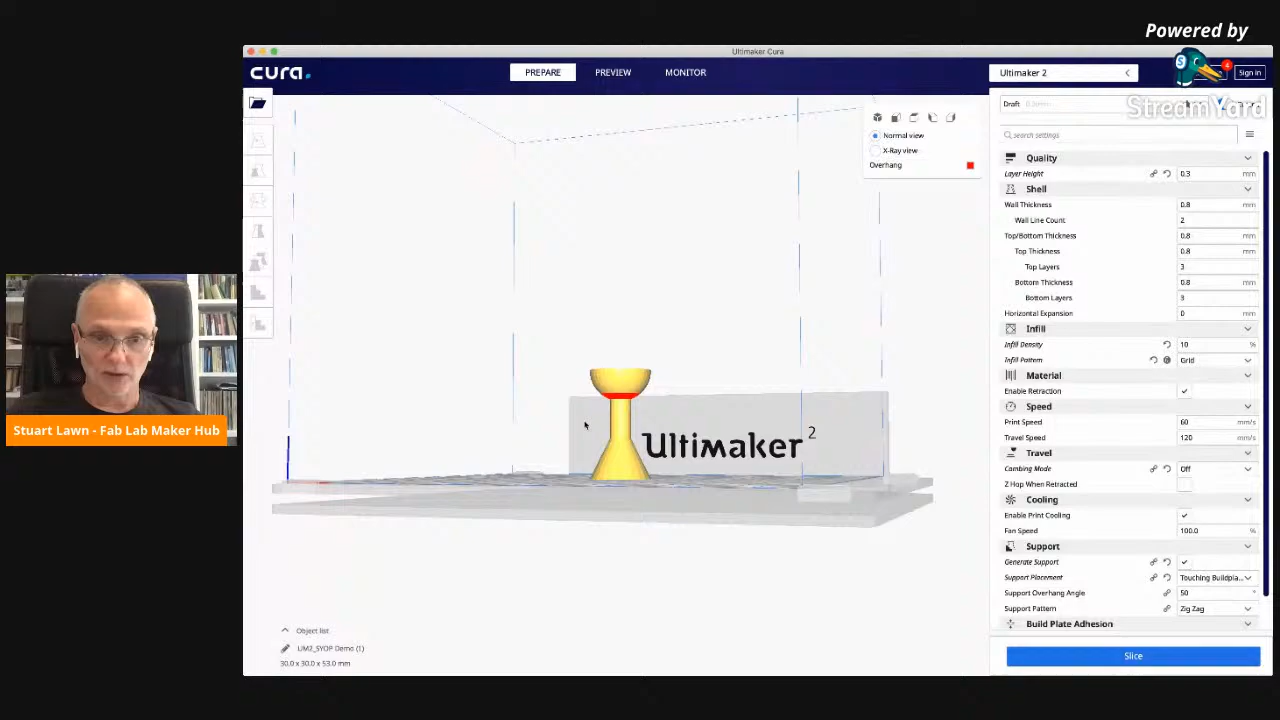 Powered by
StreamYard
Ultimaker Cura
cura.
PREPARE
PREVIEW
MONITOR
Ultimaker 2
4
Sign in
Draft
Normal view
X-Ray view
Overhang
search settings
Quality
Layer Height 0.3 mm
Shell
Wall Thickness 0.8 mm
Wall Line Count 2
Top/Bottom Thickness 0.8 mm
Top Thickness 0.8 mm
Top Layers 3
Bottom Thickness 0.8 mm
Bottom Layers 3
Horizontal Expansion 0 mm
Infill
Infill Density 10 %
Infill Pattern Grid
Material
Enable Retraction
Speed
Print Speed 60 mm/s
Travel Speed 120 mm/s
Travel
Combing Mode Off
Z Hop When Retracted
Cooling
Enable Print Cooling
Fan Speed 100.0 %
Support
Generate Support
Support Placement Touching Buildpla...
Support Overhang Angle 50 °
Support Pattern Zig Zag
Build Plate Adhesion
Slice
Ultimaker 2
Stuart Lawn - Fab Lab Maker Hub
Object list
UM2_SYOP Demo (1)
30.0 x 30.0 x 53.0 mm